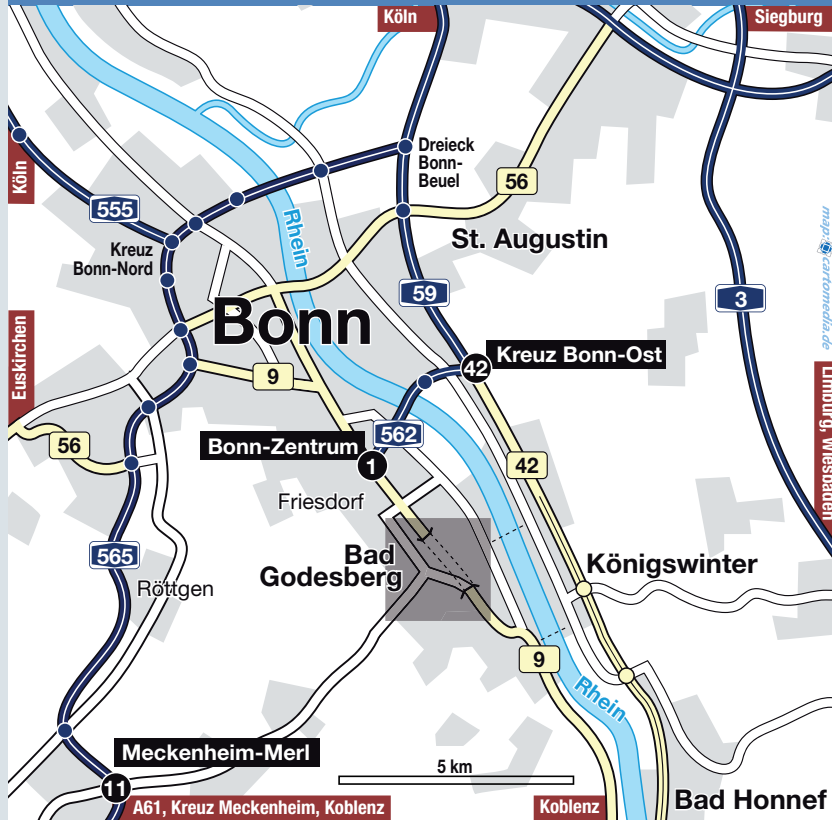 Köln
Siegburg
Köln
Dreieck
Bonn-
Beuel
56
555
Rhein
St. Augustin
map:cartomedia.de
Kreuz
Bonn-Nord
59
3
Bonn
Kreuz Bonn-Ost
42
Euskirchen
9
Limburg, Wiesbaden
562
Bonn-Zentrum
1
56
42
Friesdorf
565
Bad
Godesberg
Königswinter
Röttgen
9
Rhein
Meckenheim-Merl
11
5 km
A61, Kreuz Meckenheim, Koblenz
Koblenz
Bad Honnef